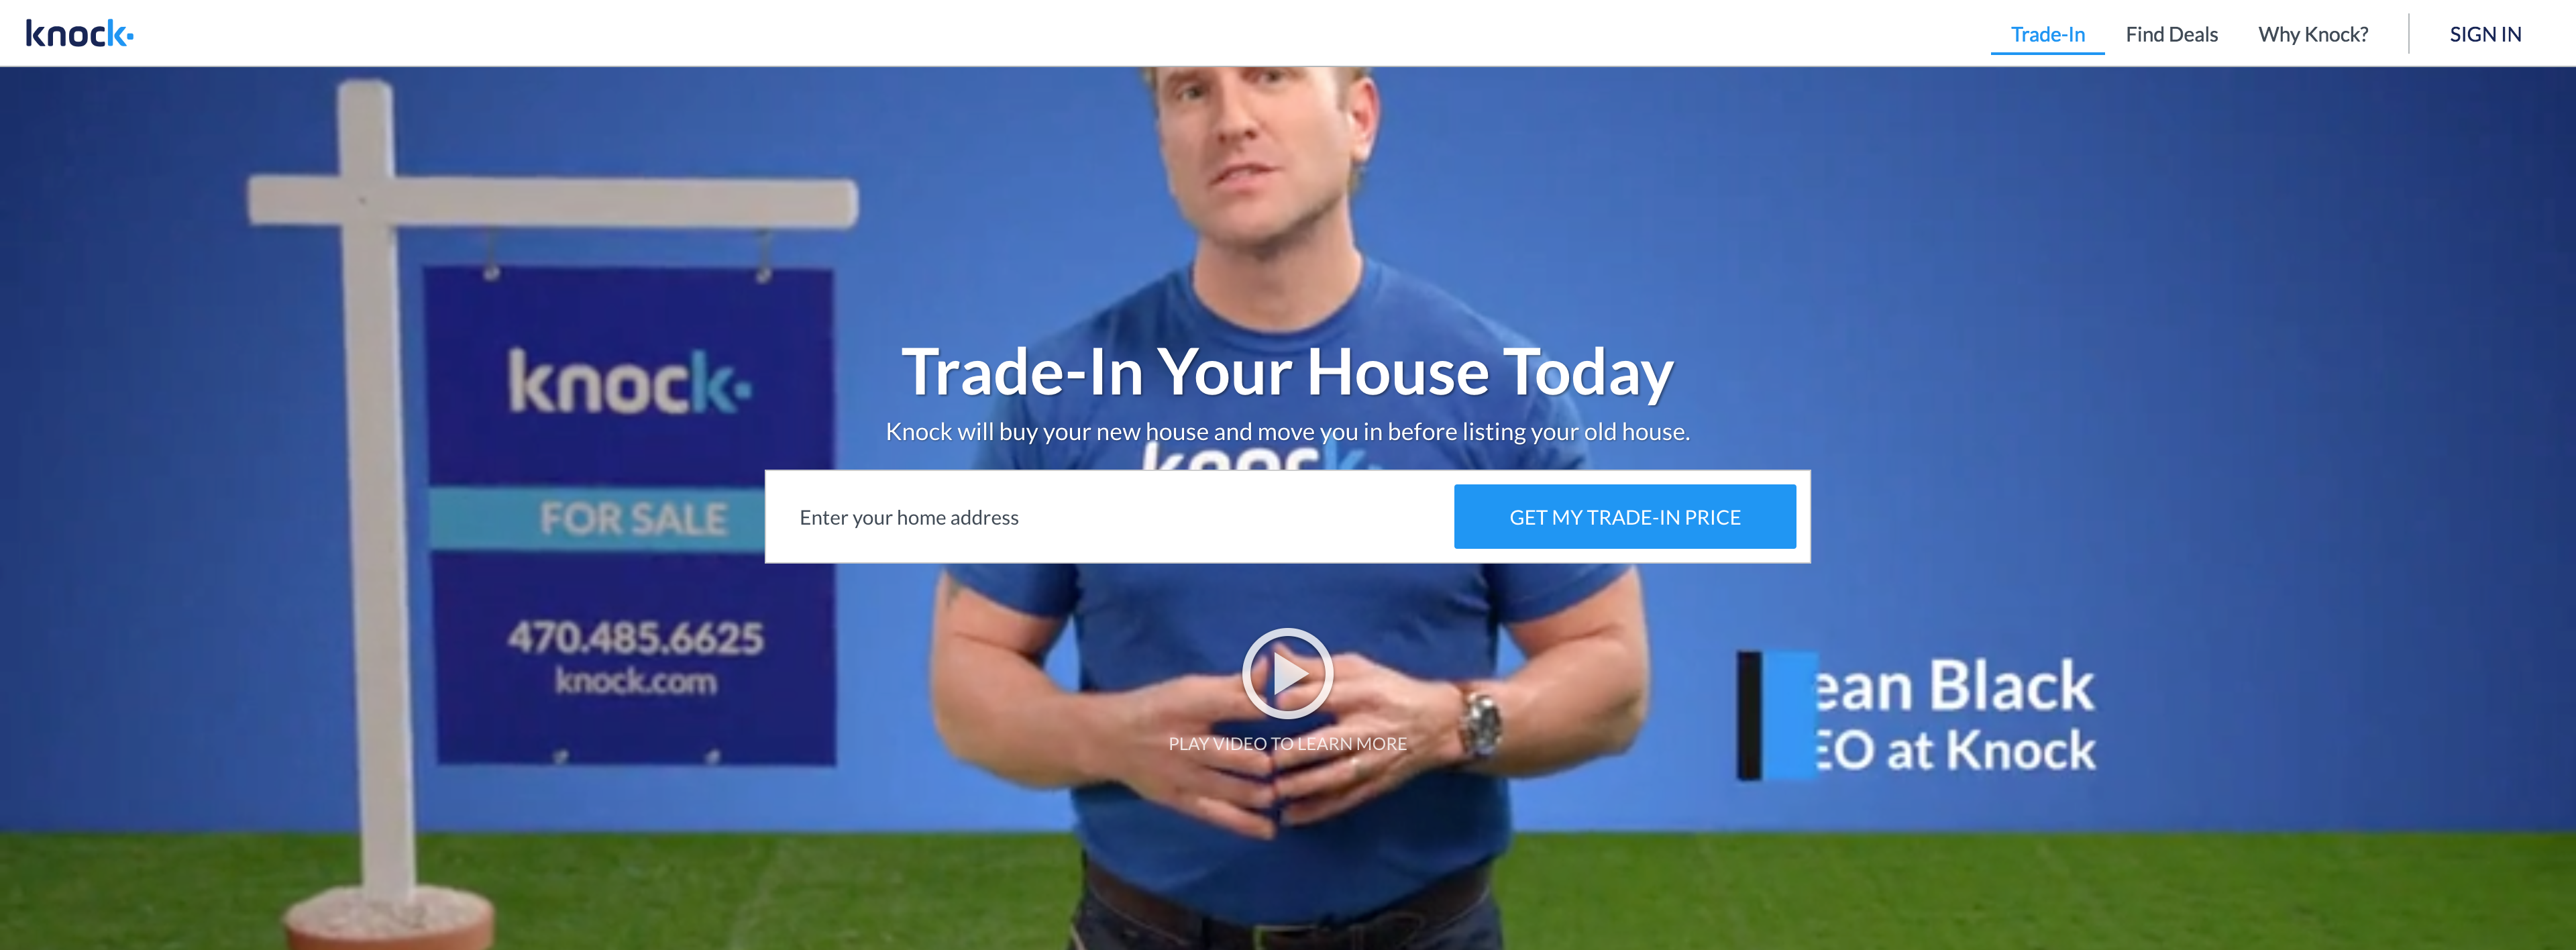 knock
Trade-In
Find Deals
Why Knock?
SIGN IN
knock
FOR SALE
470.485.6625
knock.com
Trade-In Your House Today
Knock will buy your new house and move you in before listing your old house.
knock
Enter your home address
GET MY TRADE-IN PRICE
PLAY VIDEO TO LEARN MORE
ean Black
EO at Knock